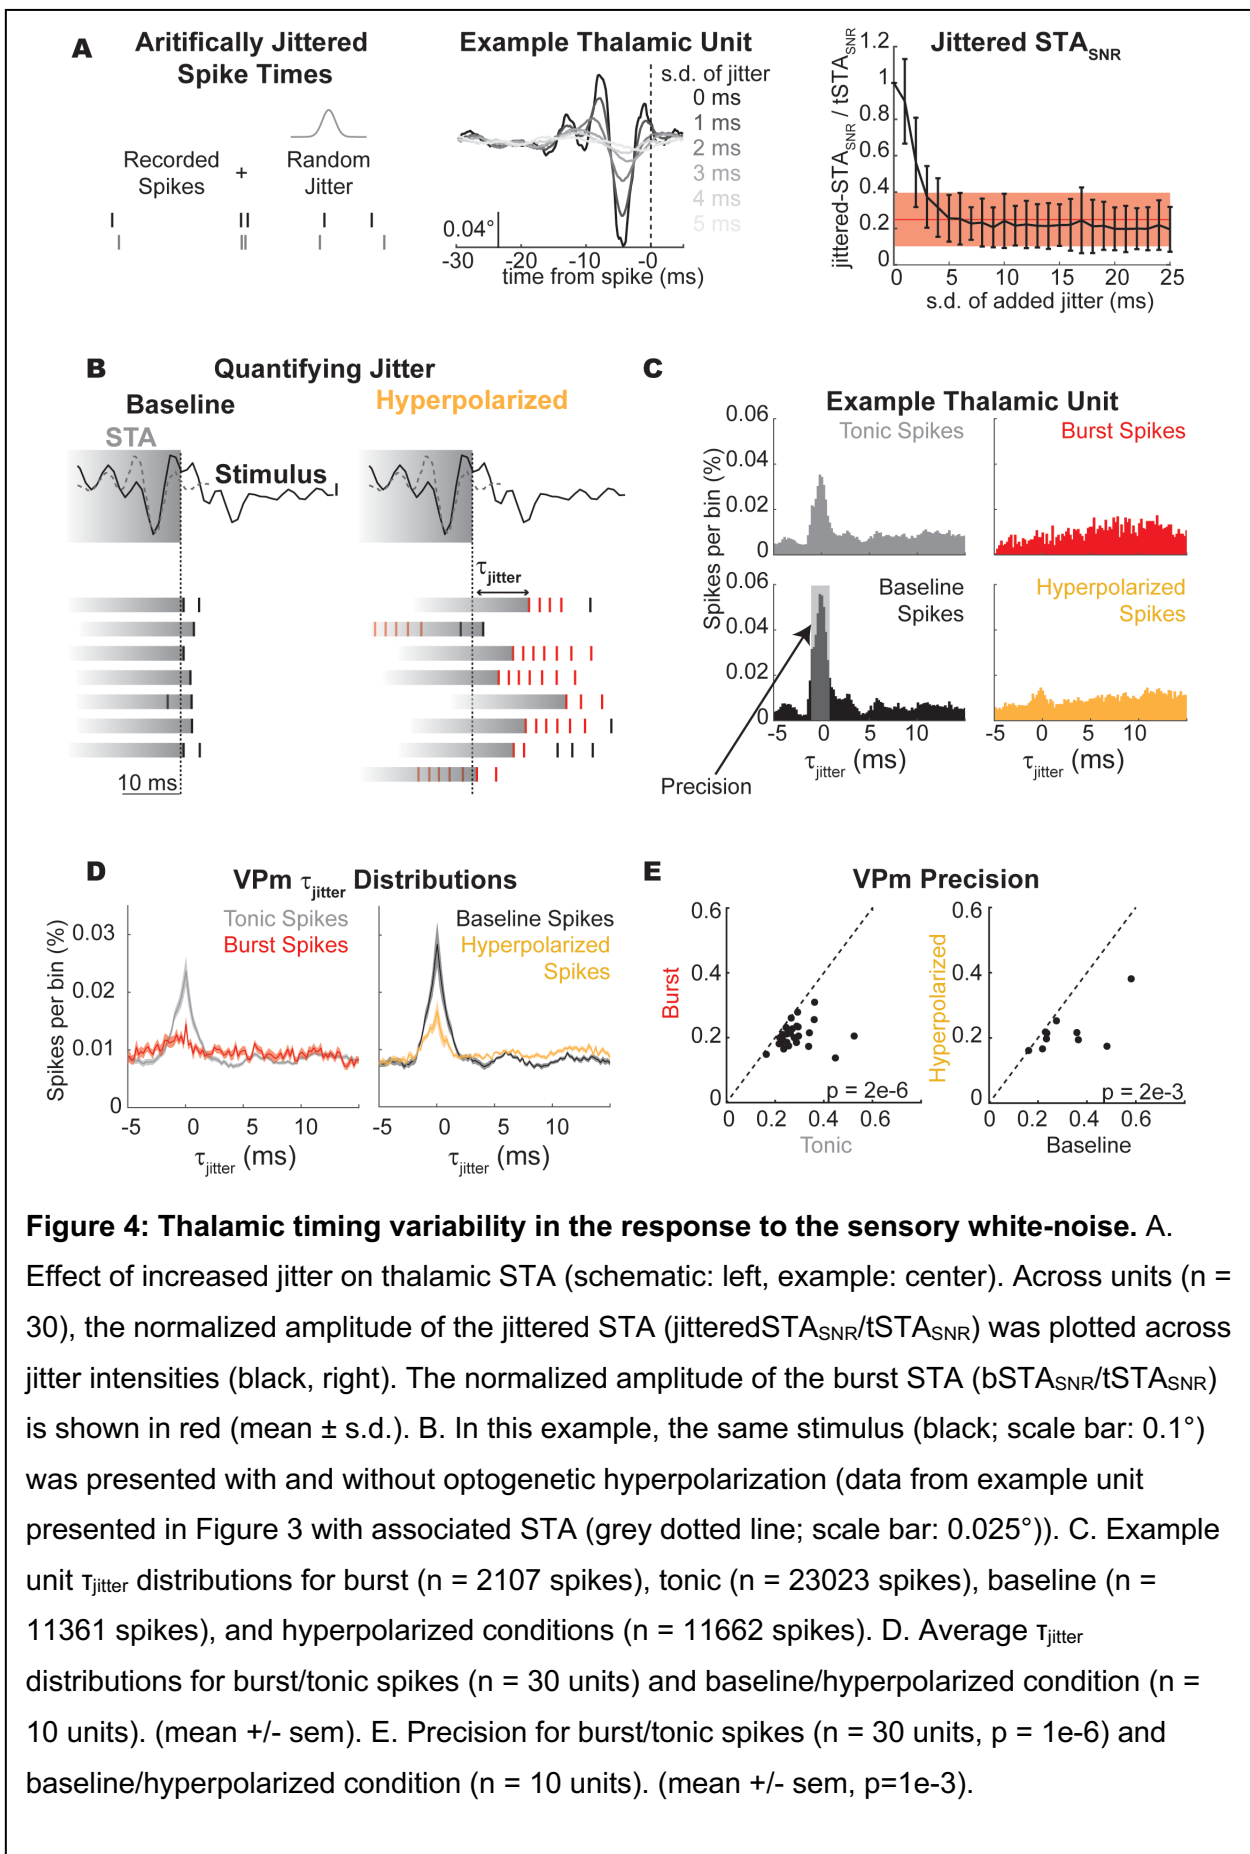 A
Aritifically Jittered
Spike Times
Recorded
Spikes
+
Random
Jitter
Example Thalamic Unit
s.d. of jitter
0 ms
1 ms
2 ms
3 ms
4 ms
5 ms
0.04°
-30 -20 -10 -0
time from spike (ms)
Jittered STASNR
jittered-STASNR / tSTASNR
1.2
1
0.8
0.6
0.4
0.2
0
0 5 10 15 20 25
s.d. of added jitter (ms)
B
Quantifying Jitter
Baseline
Hyperpolarized
STA
Stimulus
τjitter
10 ms
C
Example Thalamic Unit
Spikes per bin (%)
0.06
0.04
0.02
0
Tonic Spikes
Burst Spikes
0.06
0.04
0.02
0
Baseline
Spikes
Hyperpolarized
Spikes
-5 0 5 10
-5 0 5 10
τjitter (ms)
τjitter (ms)
Precision
D
VPm τjitter Distributions
Spikes per bin (%)
0.03
0.02
0.01
0
Tonic Spikes
Burst Spikes
Baseline Spikes
Hyperpolarized
Spikes
-5 0 5 10
-5 0 5 10
τjitter (ms)
τjitter (ms)
E
VPm Precision
Burst
0.6
0.4
0.2
0
p = 2e-6
0 0.2 0.4 0.6
Tonic
Hyperpolarized
0.6
0.4
0.2
0
p = 2e-3
0 0.2 0.4 0.6
Baseline
Figure 4: Thalamic timing variability in the response to the sensory white-noise. A.
Effect of increased jitter on thalamic STA (schematic: left, example: center). Across units (n =
30), the normalized amplitude of the jittered STA (jitteredSTASNR/tSTASNR) was plotted across
jitter intensities (black, right). The normalized amplitude of the burst STA (bSTASNR/tSTASNR)
is shown in red (mean ± s.d.). B. In this example, the same stimulus (black; scale bar: 0.1°)
was presented with and without optogenetic hyperpolarization (data from example unit
presented in Figure 3 with associated STA (grey dotted line; scale bar: 0.025°)). C. Example
unit τjitter distributions for burst (n = 2107 spikes), tonic (n = 23023 spikes), baseline (n =
11361 spikes), and hyperpolarized conditions (n = 11662 spikes). D. Average τjitter
distributions for burst/tonic spikes (n = 30 units) and baseline/hyperpolarized condition (n =
10 units). (mean +/- sem). E. Precision for burst/tonic spikes (n = 30 units, p = 1e-6) and
baseline/hyperpolarized condition (n = 10 units). (mean +/- sem, p=1e-3).